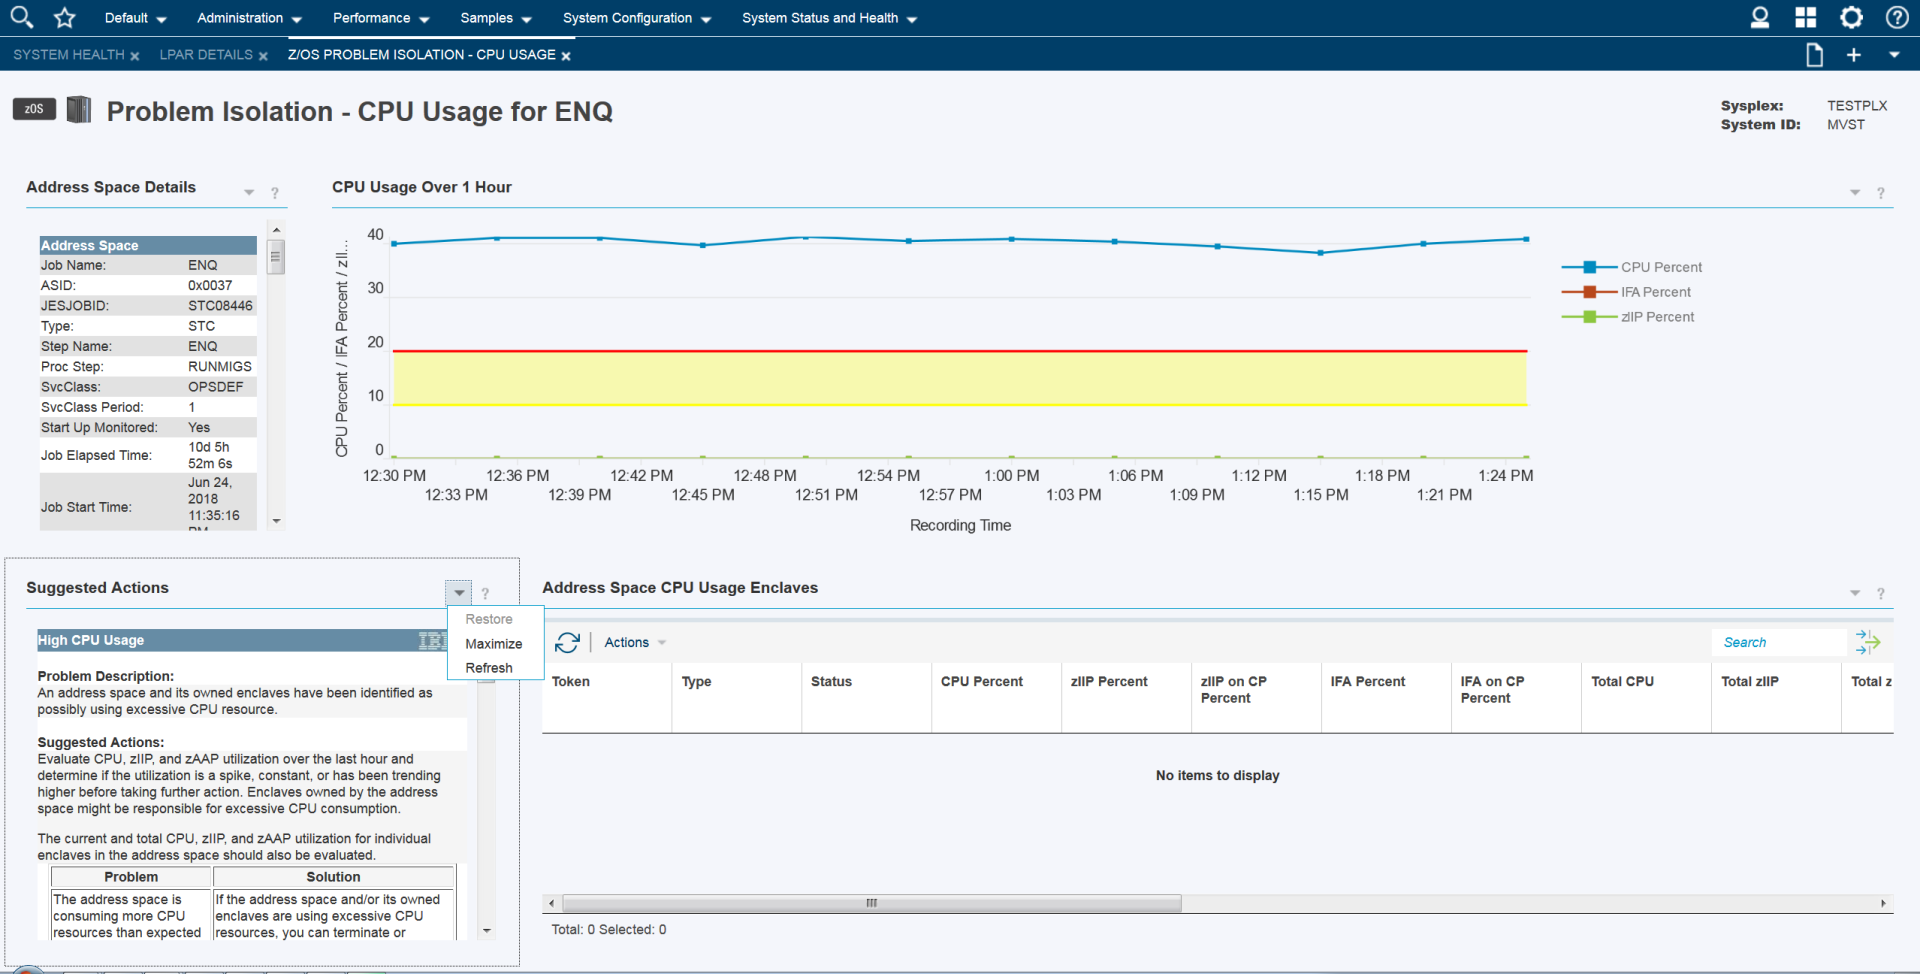 Default
Administration
Performance
Samples
System Configuration
System Status and Health
?
SYSTEM HEALTH x
LPAR DETAILS x
Z/OS PROBLEM ISOLATION - CPU USAGE x
zOS
Problem Isolation - CPU Usage for ENQ
Sysplex: TESTPLX
System ID: MVST
Address Space Details
?
Address Space
Job Name: ENQ
ASID: 0x0037
JESJOBID: STC08446
Type: STC
Step Name: ENQ
Proc Step: RUNMIGS
SvcClass: OPSDEF
SvcClass Period: 1
Start Up Monitored: Yes
Job Elapsed Time: 10d 5h
52m 6s
Job Start Time: Jun 24,
2018
11:35:16
PM
CPU Usage Over 1 Hour
?
CPU Percent / IFA Percent / zII...
40
30
20
10
0
12:30 PM
12:33 PM
12:36 PM
12:39 PM
12:42 PM
12:45 PM
12:48 PM
12:51 PM
12:54 PM
12:57 PM
1:00 PM
1:03 PM
1:06 PM
1:09 PM
1:12 PM
1:15 PM
1:18 PM
1:21 PM
1:24 PM
Recording Time
CPU Percent
IFA Percent
zIIP Percent
Suggested Actions
?
Restore
Maximize
Refresh
High CPU Usage
Problem Description:
An address space and its owned enclaves have been identified as
possibly using excessive CPU resource.
Suggested Actions:
Evaluate CPU, zIIP, and zAAP utilization over the last hour and
determine if the utilization is a spike, constant, or has been trending
higher before taking further action. Enclaves owned by the address
space might be responsible for excessive CPU consumption.
The current and total CPU, zIIP, and zAAP utilization for individual
enclaves in the address space should also be evaluated.
Problem
Solution
The address space is
consuming more CPU
resources than expected
If the address space and/or its owned
enclaves are using excessive CPU
resources, you can terminate or
Address Space CPU Usage Enclaves
?
Actions
Search
Token
Type
Status
CPU Percent
zIIP Percent
zIIP on CP
Percent
IFA Percent
IFA on CP
Percent
Total CPU
Total zIIP
Total z
No items to display
Total: 0 Selected: 0